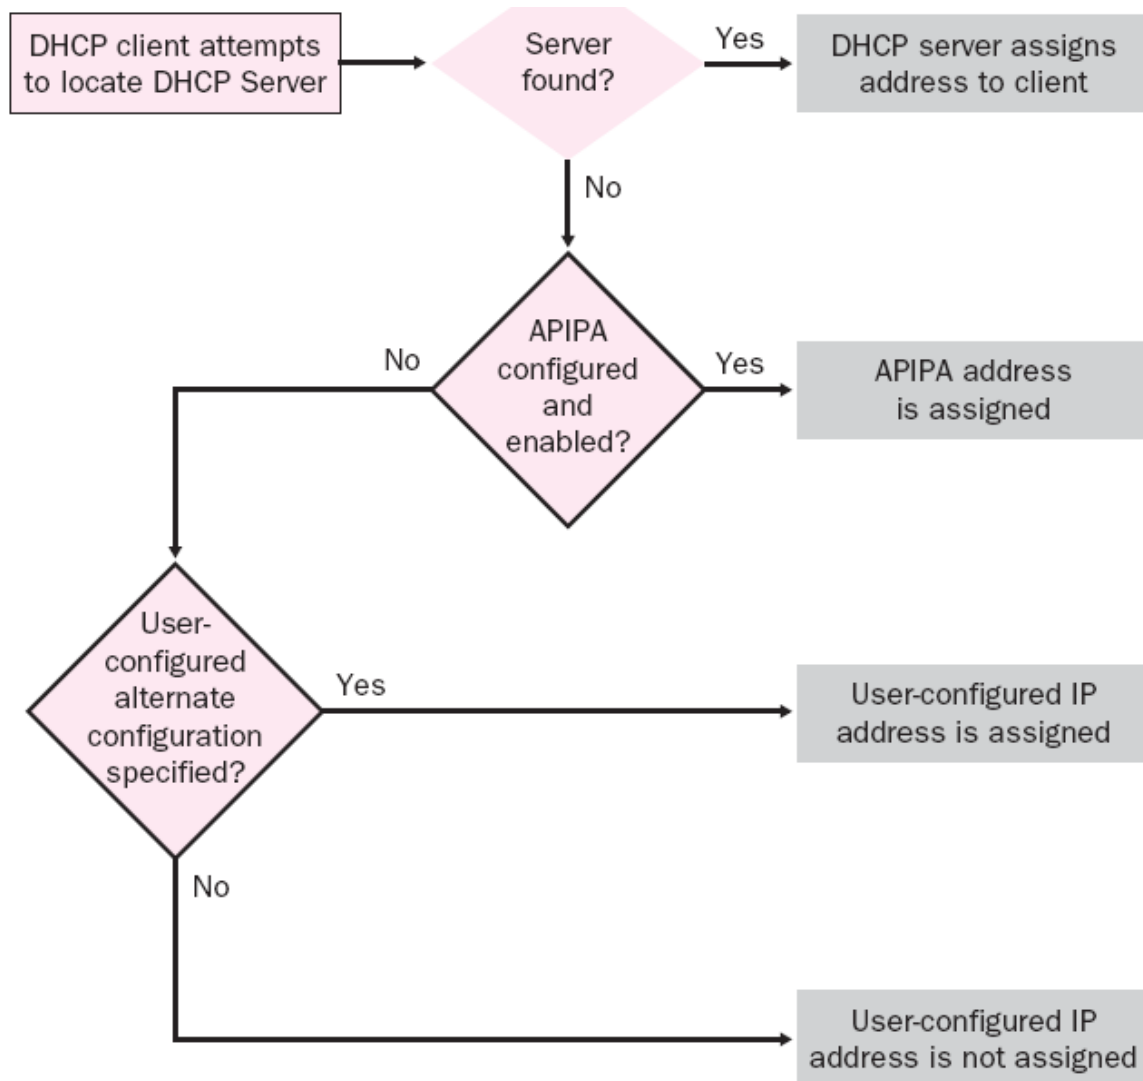 DHCP client attempts
to locate DHCP Server
Server
found?
Yes
DHCP server assigns
address to client
No
APIPA
configured
and
enabled?
No
Yes
APIPA address
is assigned
User-
configured
alternate
configuration
specified?
Yes
User-configured IP
address is assigned
No
User-configured IP
address is not assigned